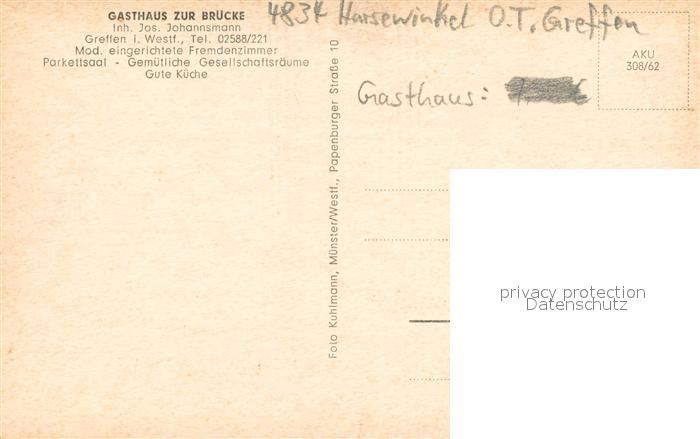 GASTHAUS ZUR BRÜCKE
Inh. Jos. Johannsmann
Greffen i. Westf., Tel. 02588/221
Mod. eingerichtete Fremdenzimmer
Parkettsaal - Gemütliche Gesellschaftsräume
Gute Küche
4834 Harsewinkel O.T. Greffen
Gasthaus:
AKU
308/62
Foto Kuhlmann, Münster/Westf., Papenburger Straße 10
privacy protection
Datenschutz